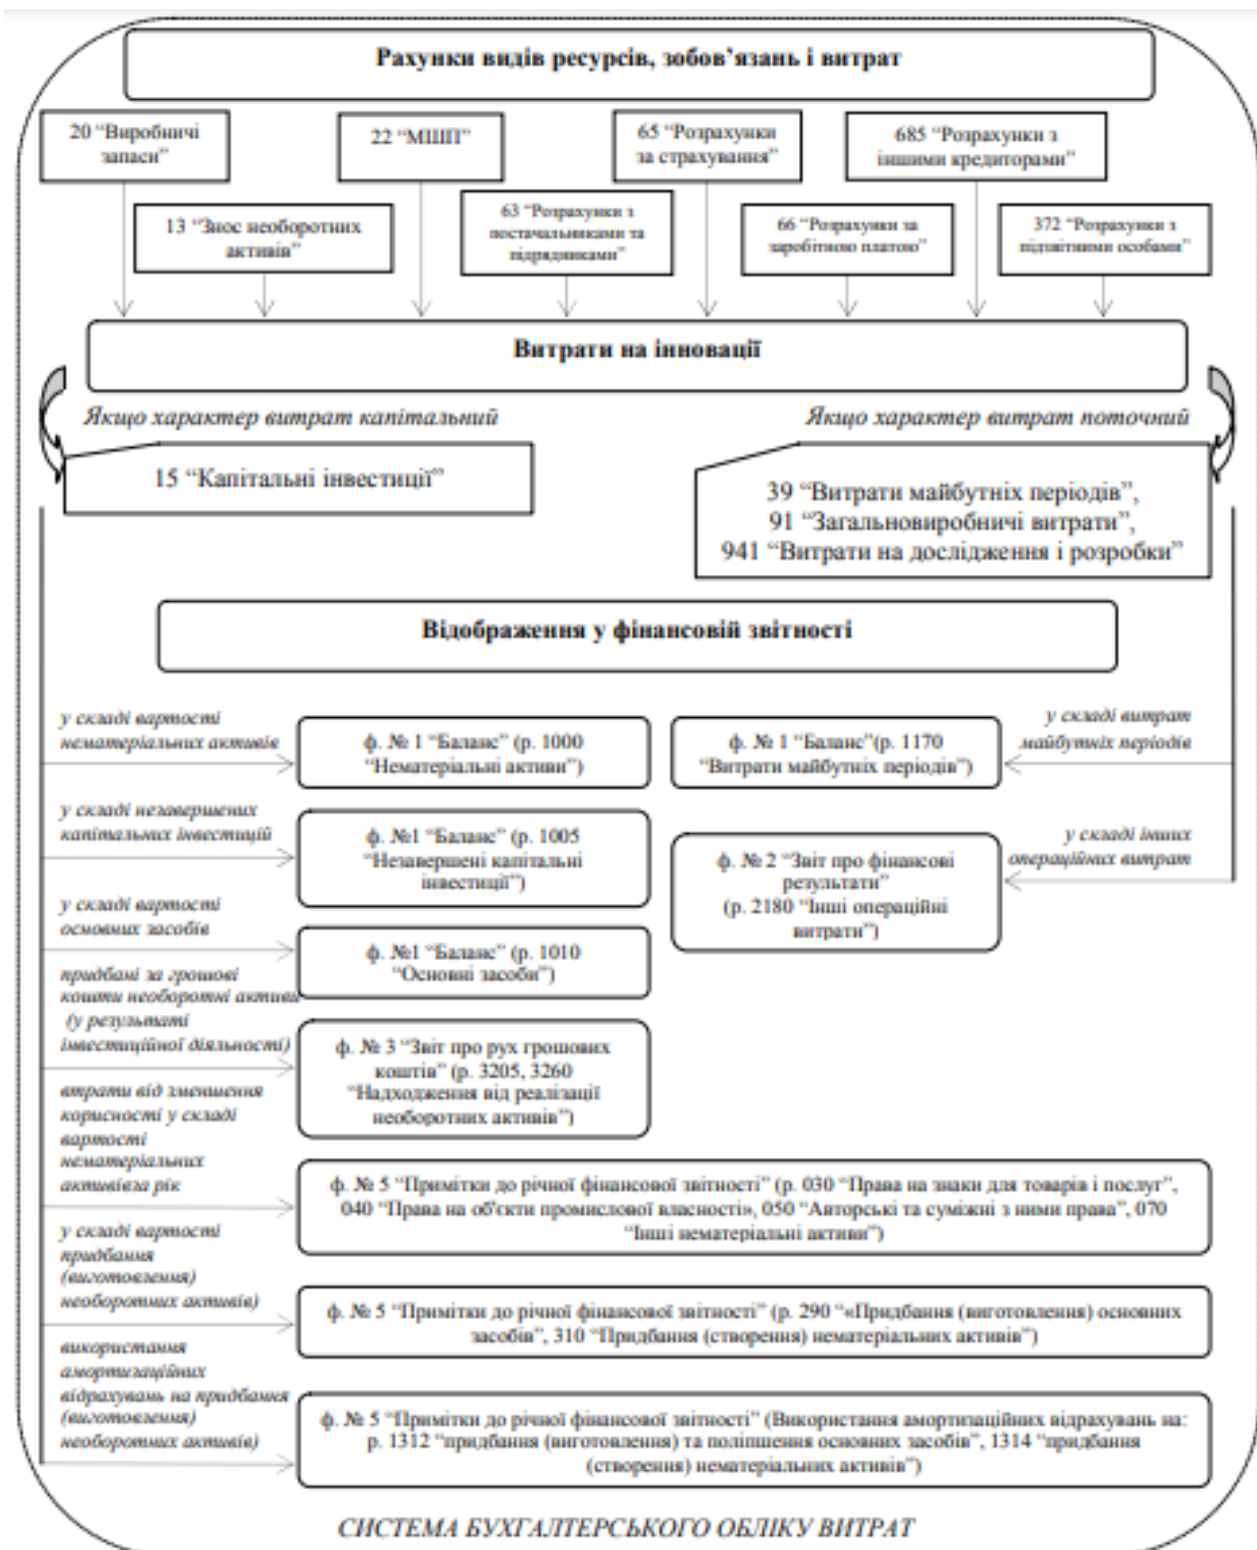 Рахунки видів ресурсів, зобов’язань і витрат
20 “Виробничі
запаси”
22 “МШП”
65 “Розрахунки
за страхування”
685 “Розрахунки з
іншими кредиторами”
13 “Знос необоротних
активів”
63 “Розрахунки з
постачальниками та
підрядниками”
66 “Розрахунки за
заробітною платою”
372 “Розрахунки з
підзвітними особами”
Витрати на інновації
Якщо характер витрат капітальний
Якщо характер витрат поточний
15 “Капітальні інвестиції”
39 “Витрати майбутніх періодів”,
91 “Загальновиробничі витрати”,
941 “Витрати на дослідження і розробки”
Відображення у фінансовій звітності
у складі вартості
нематеріальних активів
ф. № 1 “Баланс” (р. 1000
“Нематеріальні активи”)
ф. № 1 “Баланс”(р. 1170
“Витрати майбутніх періодів”)
у складі витрат
майбутніх періодів
у складі незавершених
капітальних інвестицій
ф. №1 “Баланс” (р. 1005
“Незавершені капітальні
інвестиції”)
ф. № 2 “Звіт про фінансові
результати”
(р. 2180 “Інші операційні
витрати”)
у складі інших
операційних витрат
у складі вартості
основних засобів
ф. №1 “Баланс” (р. 1010
“Основні засоби”)
придбані за грошові
кошти необоротні активи
(у результаті
інвестиційної діяльності)
ф. № 3 “Звіт про рух грошових
коштів” (р. 3205, 3260
“Надходження від реалізації
необоротних активів”)
втрати від зменшення
корисності у складі
вартості
нематеріальних
активівза рік
ф. № 5 “Примітки до річної фінансової звітності” (р. 030 “Права на знаки для товарів і послуг”,
040 “Права на об'єкти промислової власності», 050 “Авторські та суміжні з ними права”, 070
“Інші нематеріальні активи”)
у складі вартості
придбання
(виготовлення)
необоротних активів)
ф. № 5 “Примітки до річної фінансової звітності” (р. 290 “«Придбання (виготовлення) основних
засобів”, 310 “Придбання (створення) нематеріальних активів”)
використання
амортизаційних
відрахувань на придбання
(виготовлення)
необоротних активів)
ф. № 5 “Примітки до річної фінансової звітності” (Використання амортизаційних відрахувань на:
р. 1312 “придбання (виготовлення) та поліпшення основних засобів”, 1314 “придбання
(створення) нематеріальних активів”)
СИСТЕМА БУХГАЛТЕРСЬКОГО ОБЛІКУ ВИТРАТ